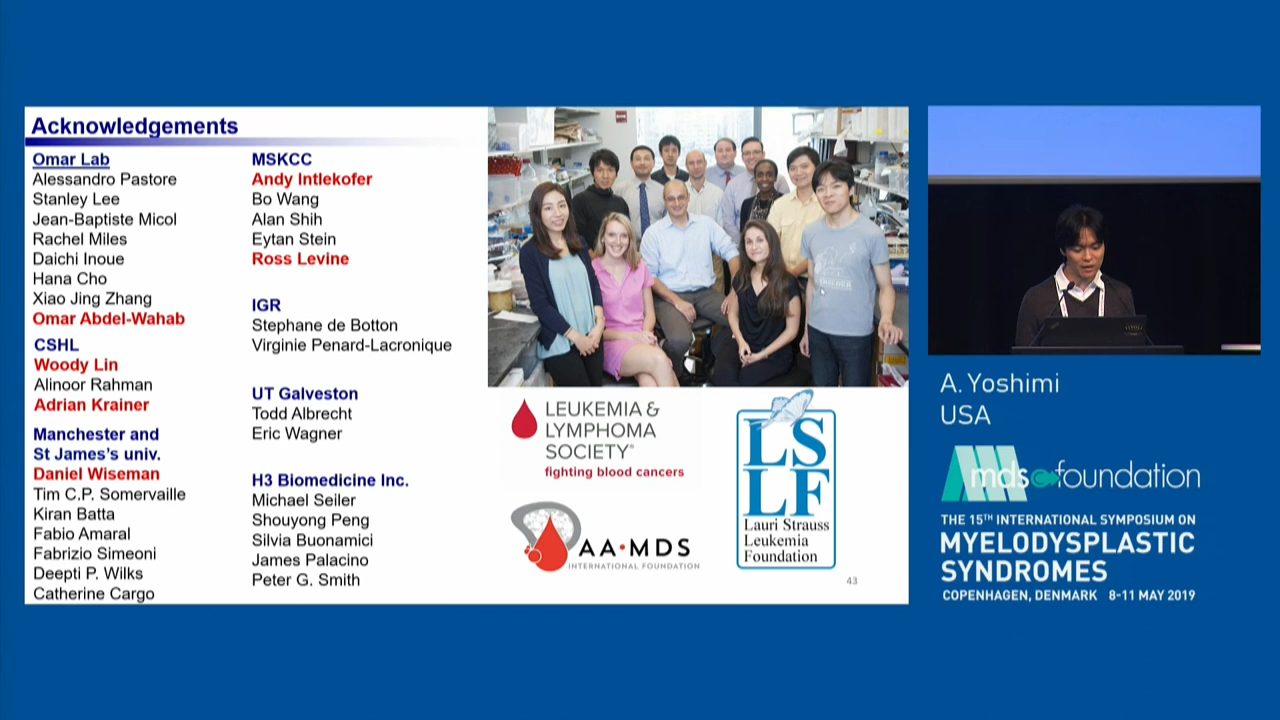 Acknowledgements
Omar Lab
Alessandro Pastore
Stanley Lee
Jean-Baptiste Micol
Rachel Miles
Daichi Inoue
Hana Cho
Xiao Jing Zhang
Omar Abdel-Wahab
CSHL
Woody Lin
Alinoor Rahman
Adrian Krainer
Manchester and
St James's univ.
Daniel Wiseman
Tim C.P. Somervaille
Kiran Batta
Fabio Amaral
Fabrizio Simeoni
Deepti P. Wilks
Catherine Cargo
MSKCC
Andy Intlekofer
Bo Wang
Alan Shih
Eytan Stein
Ross Levine
IGR
Stephane de Botton
Virginie Penard-Lacronique
UT Galveston
Todd Albrecht
Eric Wagner
H3 Biomedicine Inc.
Michael Seiler
Shouyong Peng
Silvia Buonamici
James Palacino
Peter G. Smith
LEUKEMIA &
LYMPHOMA
SOCIETY®
fighting blood cancers
AA•MDS
INTERNATIONAL FOUNDATION
LS
LF
Lauri Strauss
Leukemia
Foundation
43
A. Yoshimi
USA
mds foundation
THE 15TH INTERNATIONAL SYMPOSIUM ON
MYELODYSPLASTIC
SYNDROMES
COPENHAGEN, DENMARK 8-11 MAY 2019